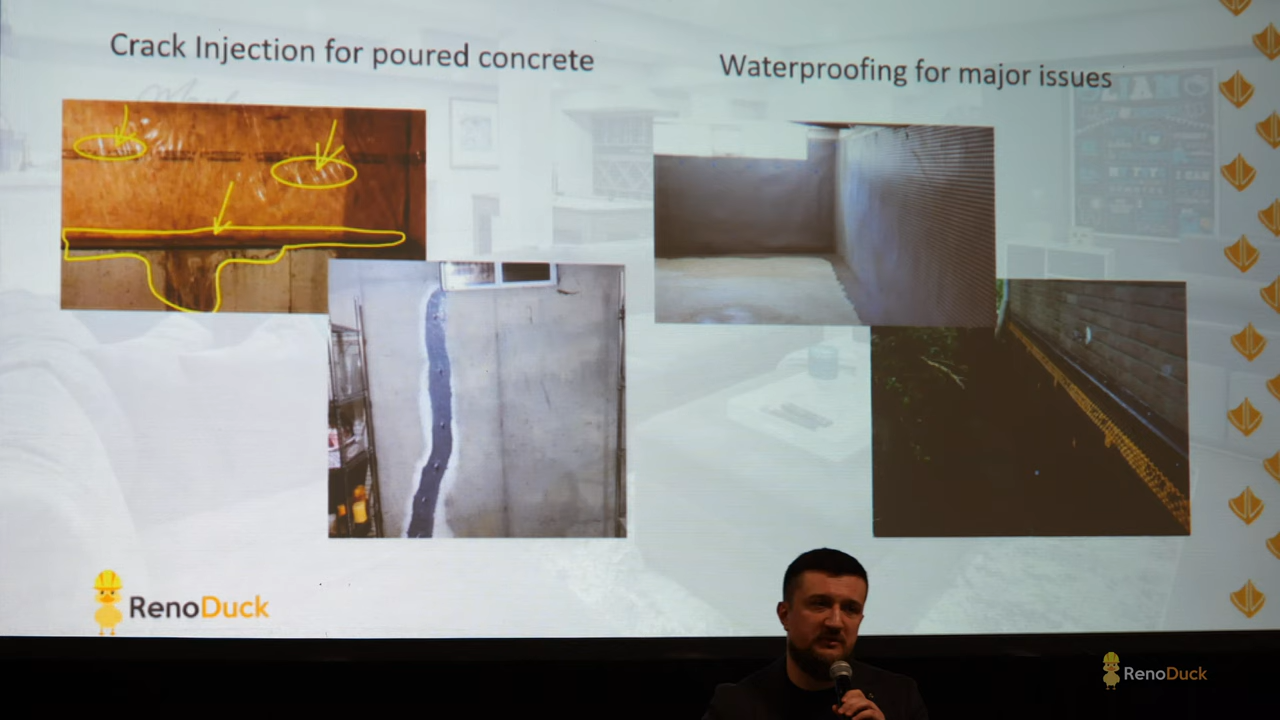 Crack Injection for poured concrete
Waterproofing for major issues
RenoDuck
RenoDuck